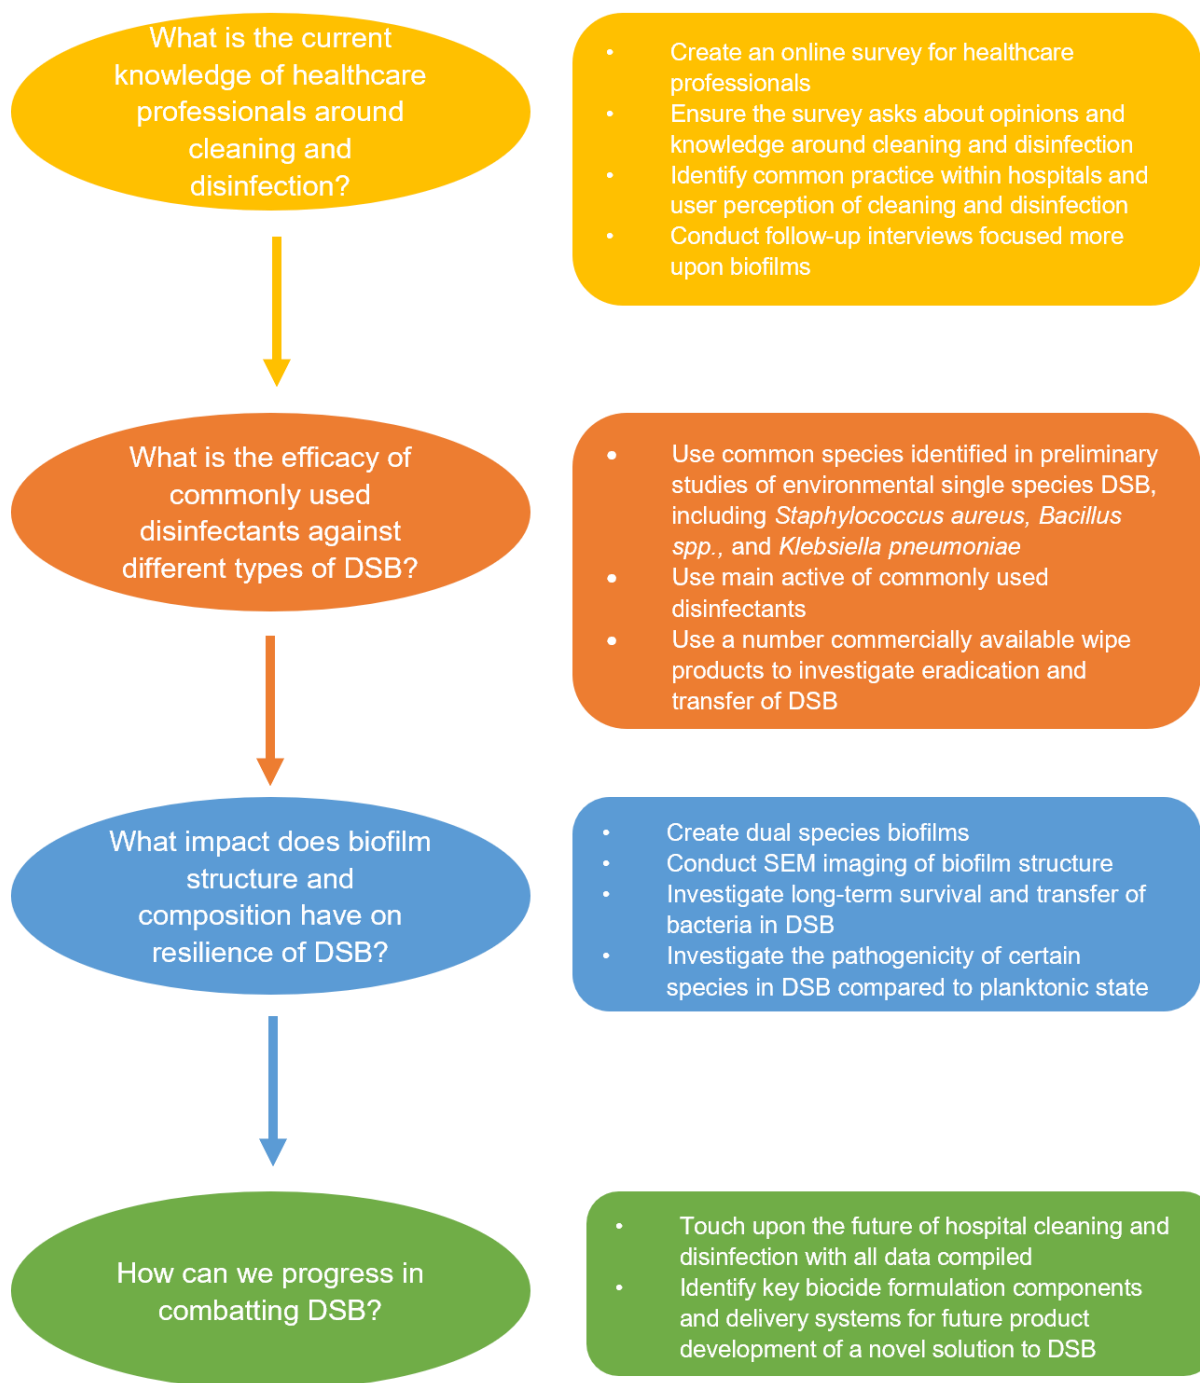 What is the current
knowledge of healthcare
professionals around
cleaning and
disinfection?
• Create an online survey for healthcare
professionals
• Ensure the survey asks about opinions and
knowledge around cleaning and disinfection
• Identify common practice within hospitals and
user perception of cleaning and disinfection
• Conduct follow-up interviews focused more
upon biofilms
What is the efficacy of
commonly used
disinfectants against
different types of DSB?
• Use common species identified in preliminary
studies of environmental single species DSB,
including Staphylococcus aureus, Bacillus
spp., and Klebsiella pneumoniae
• Use main active of commonly used
disinfectants
• Use a number commercially available wipe
products to investigate eradication and
transfer of DSB
What impact does biofilm
structure and
composition have on
resilience of DSB?
• Create dual species biofilms
• Conduct SEM imaging of biofilm structure
• Investigate long-term survival and transfer of
bacteria in DSB
• Investigate the pathogenicity of certain
species in DSB compared to planktonic state
How can we progress in
combatting DSB?
• Touch upon the future of hospital cleaning and
disinfection with all data compiled
• Identify key biocide formulation components
and delivery systems for future product
development of a novel solution to DSB